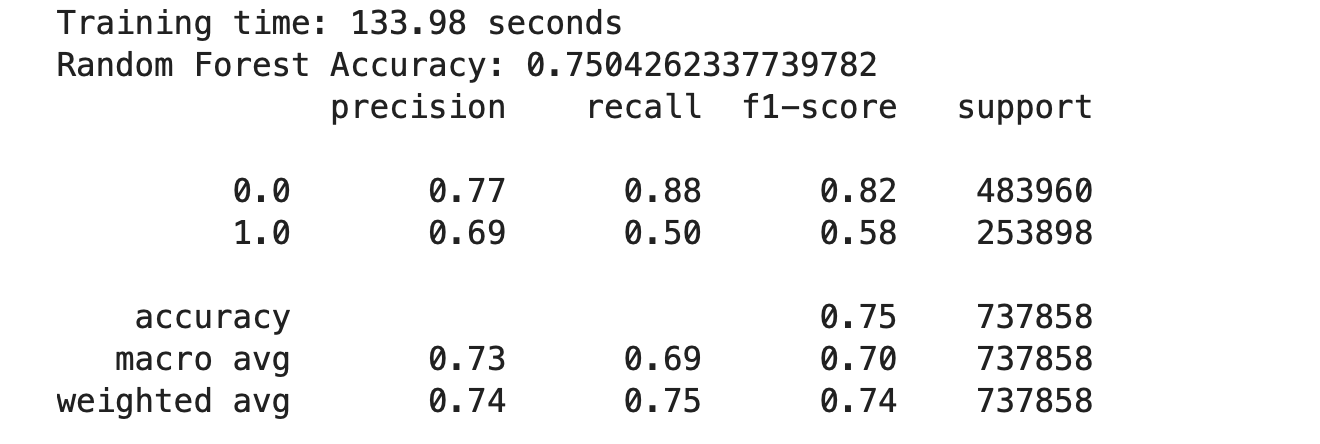 Training time: 133.98 seconds
Random Forest Accuracy: 0.7504262337739782
precision recall f1-score support
0.0 0.77 0.88 0.82 483960
1.0 0.69 0.50 0.58 253898
accuracy 0.75 737858
macro avg 0.73 0.69 0.70 737858
weighted avg 0.74 0.75 0.74 737858